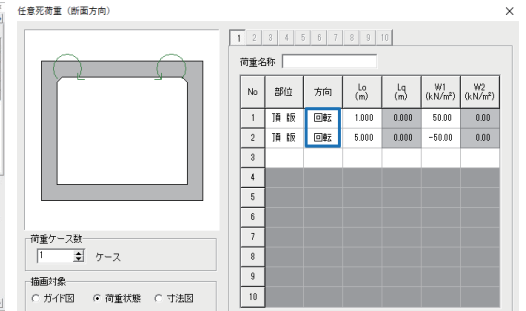 任意死荷重（断面方向）
×
1 2 3 4 5 6 7 8 9 10
荷重名称
No 部位 方向 Lo (m) Lq (m) W1 (kN/m²) W2 (kN/m²)
1 頂 版 回転 1.000 0.000 50.00 0.00
2 頂 版 回転 5.000 0.000 -50.00 0.00
3
4
5
6
7
8
9
10
荷重ケース数
1 ケース
描画対象
ガイド図 荷重状態 寸法図